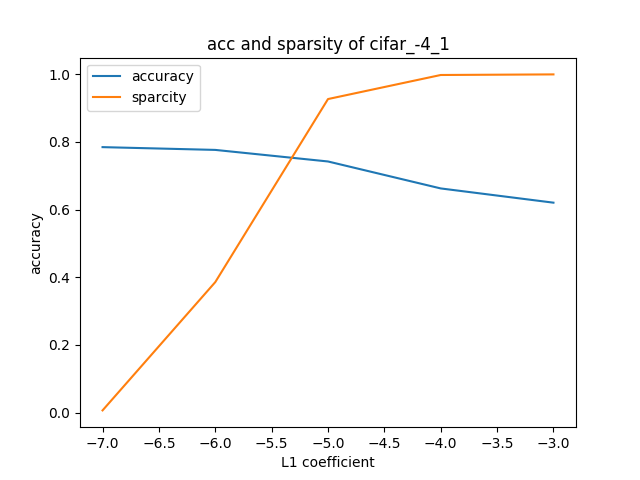 acc and sparsity of cifar_-4_1
accuracy
sparcity
accuracy
1.0
0.8
0.6
0.4
0.2
0.0
−7.0 −6.5 −6.0 −5.5 −5.0 −4.5 −4.0 −3.5 −3.0
L1 coefficient